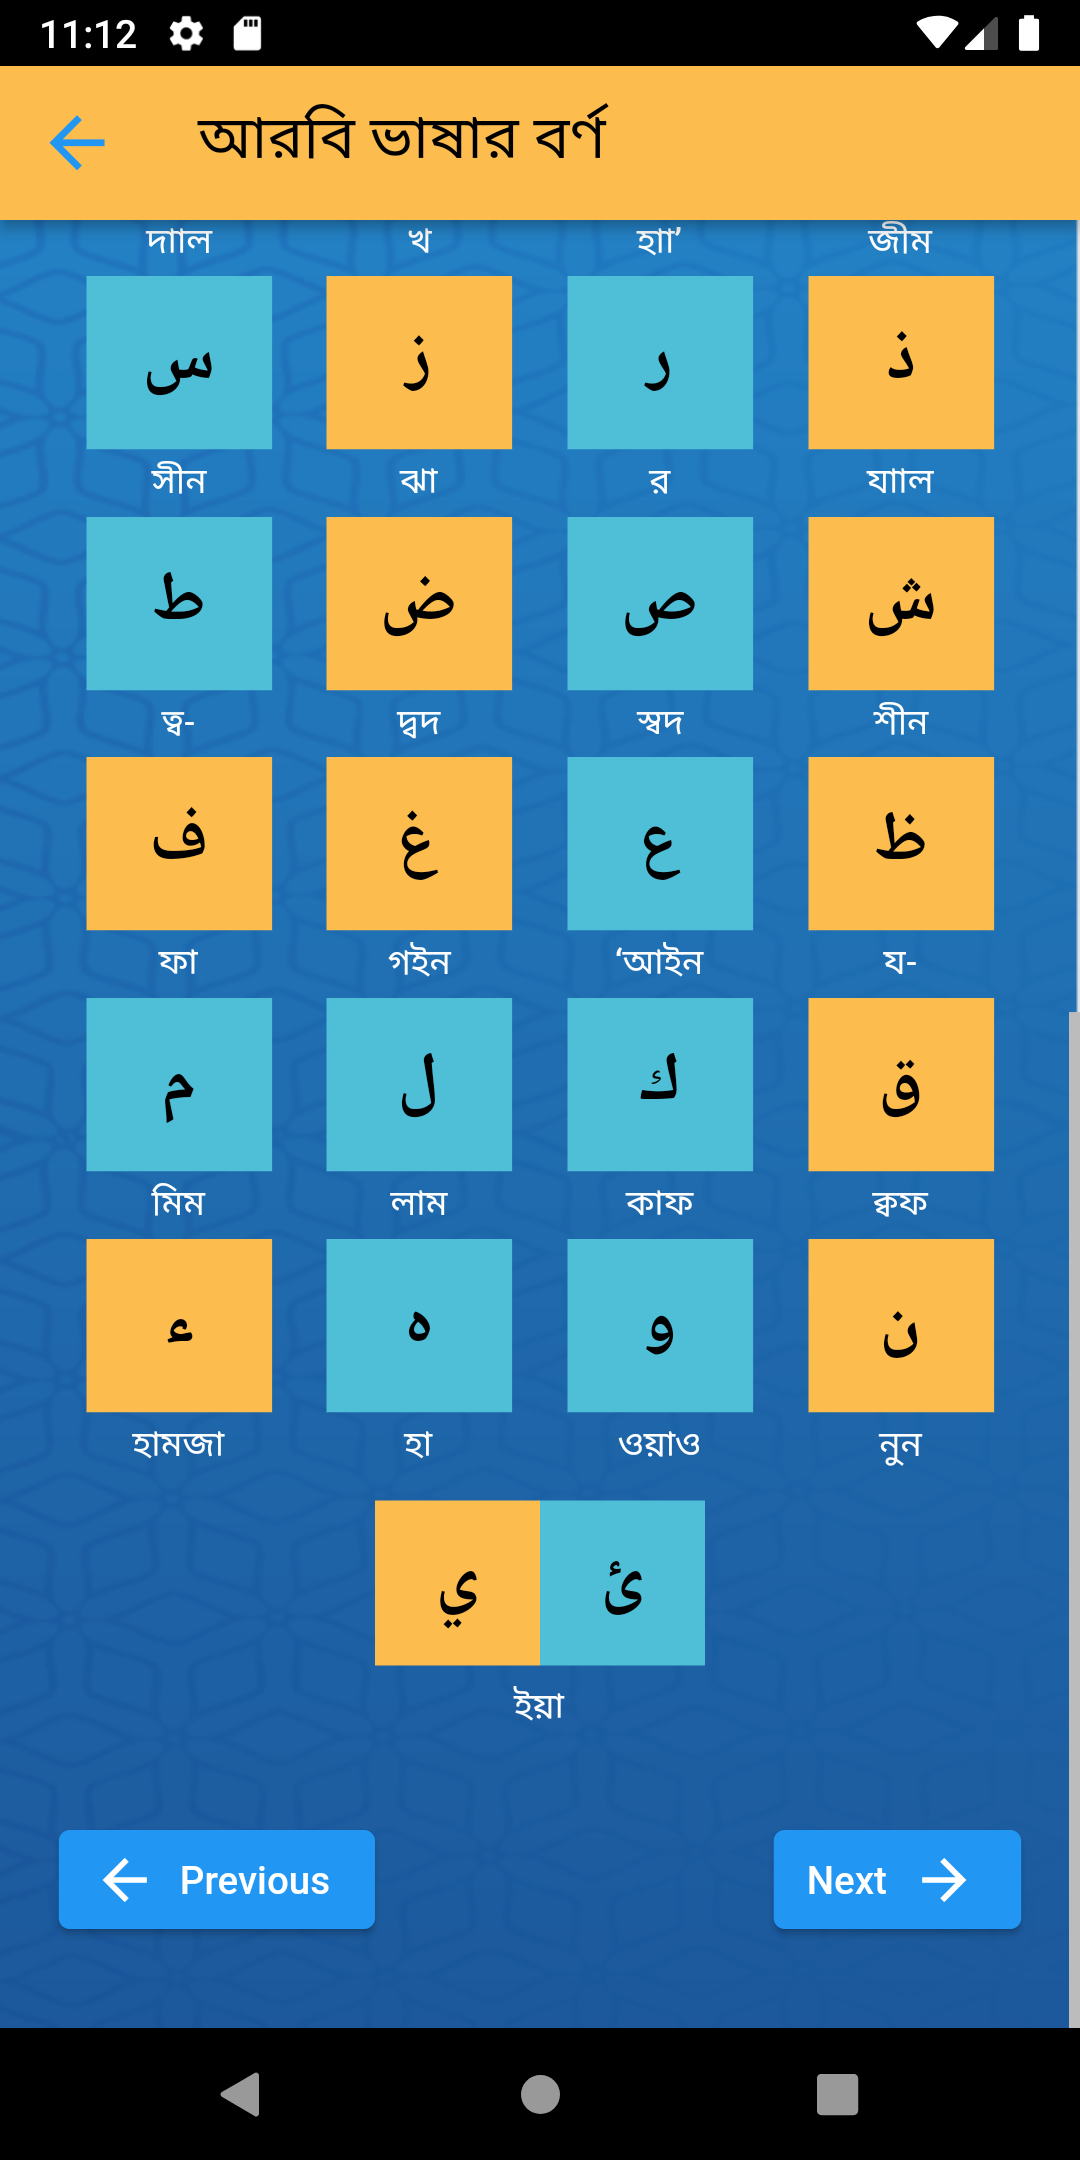 11:12
আরবি ভাষার বর্ণ
দাাল খ হাা’ জীম
س ز ر ذ
সীন ঝা র যাাল
ط ض ص ش
ত্ব- দ্বদ স্বদ শীন
ف غ ع ظ
ফা গইন ‘আইন য-
م ل ك ق
মিম লাম কাফ ক্বফ
ء ه و ن
হামজা হা ওয়াও নুন
ي ئ
ইয়া
Previous Next